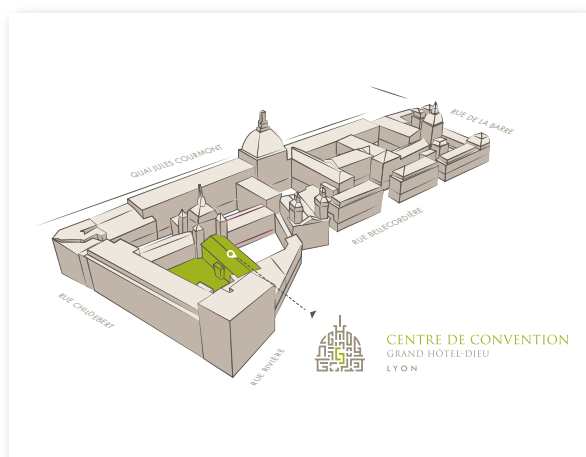 RUE DE LA BARRE
QUAI JULES COURMONT
RUE BELLECORDIÈRE
RUE CHILDEBERT
RUE RIVIÈRE
CENTRE DE CONVENTION
GRAND HÔTEL-DIEU
LYON